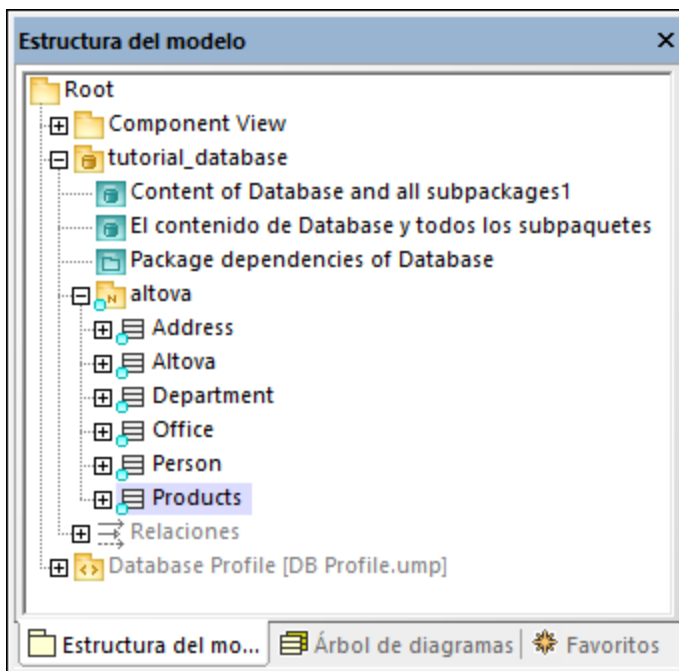 Estructura del modelo
Root
Component View
tutorial_database
Content of Database and all subpackages1
El contenido de Database y todos los subpaquetes
Package dependencies of Database
altova
Address
Altova
Department
Office
Person
Products
Relaciones
Database Profile [DB Profile.ump]
Estructura del mo... Árbol de diagramas Favoritos